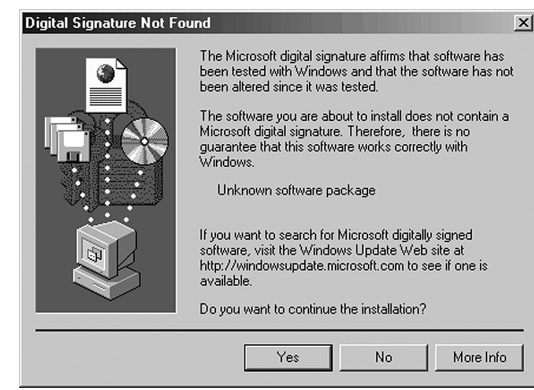 Digital Signature Not Found
The Microsoft digital signature affirms that software has
been tested with Windows and that the software has not
been altered since it was tested.
The software you are about to install does not contain a
Microsoft digital signature. Therefore, there is no
guarantee that this software works correctly with
Windows.
Unknown software package
If you want to search for Microsoft digitally signed
software, visit the Windows Update Web site at
http://windowsupdate.microsoft.com to see if one is
available.
Do you want to continue the installation?
Yes No More Info